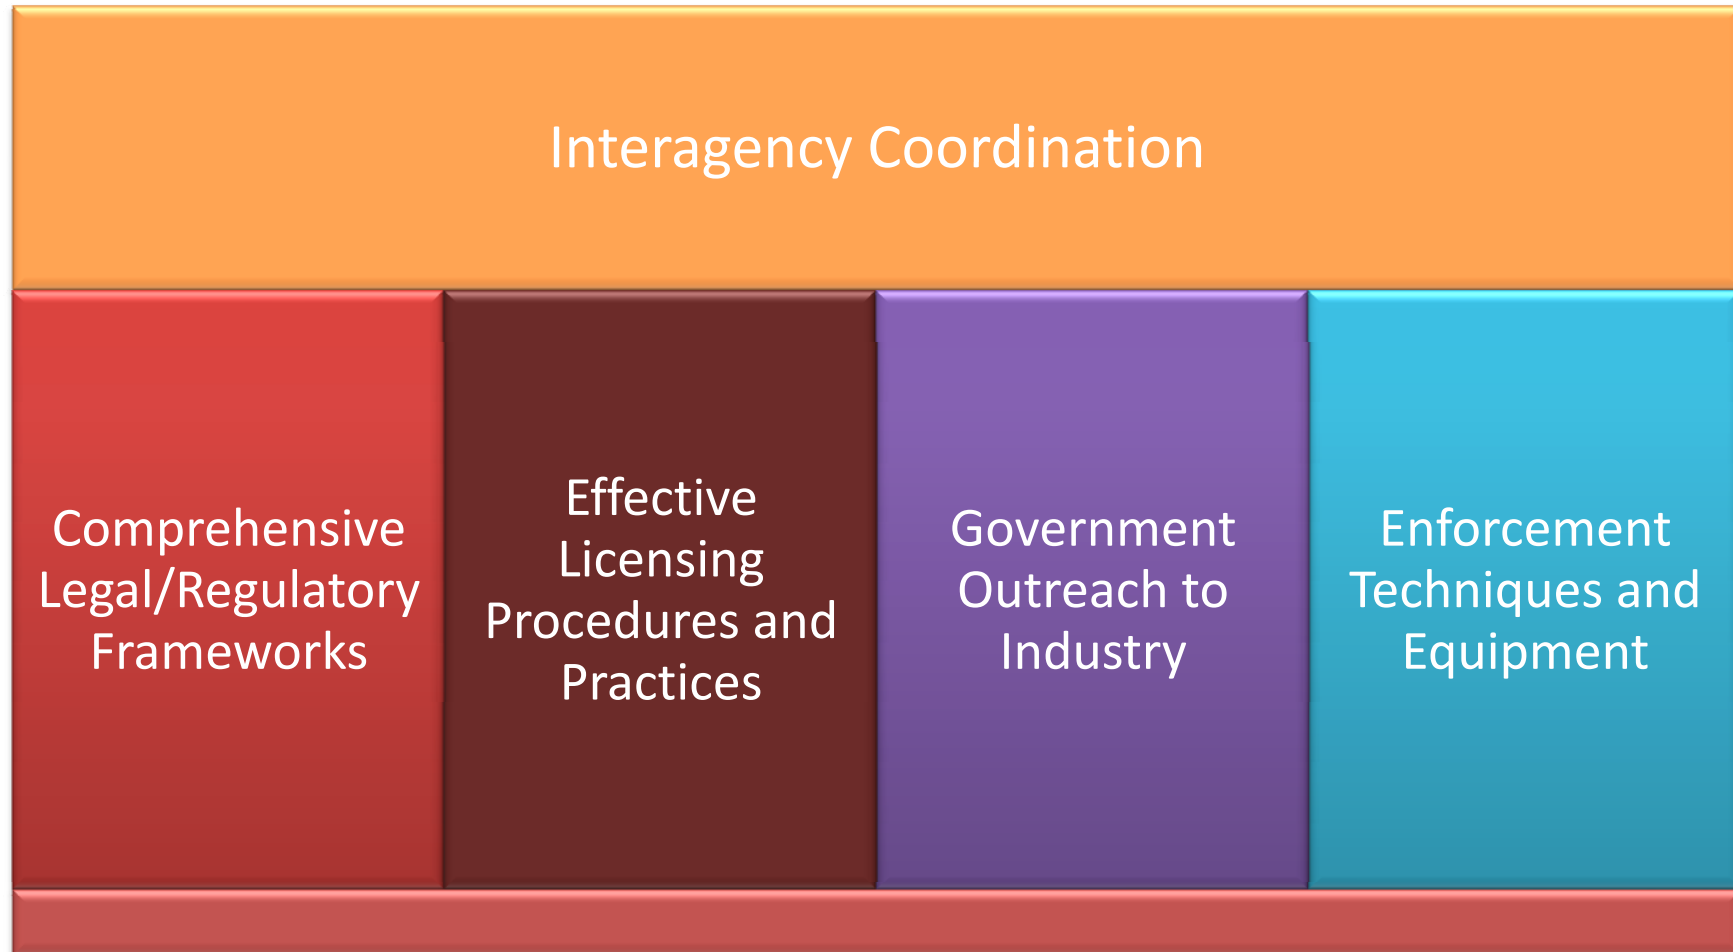 Interagency Coordination
Comprehensive
Legal/Regulatory
Frameworks
Effective
Licensing
Procedures and
Practices
Government
Outreach to
Industry
Enforcement
Techniques and
Equipment